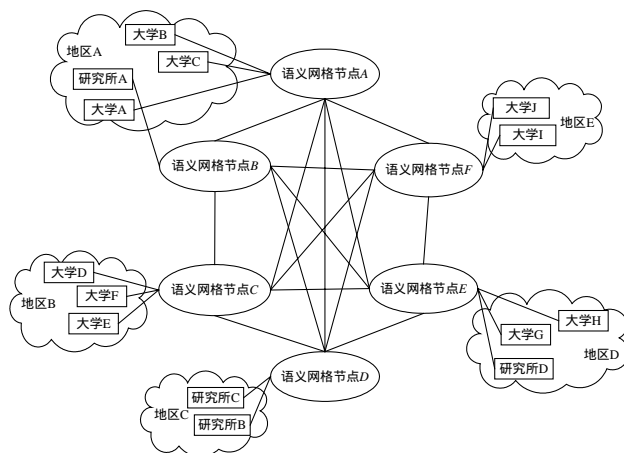 大学B
地区A
大学C
研究所A
大学A
语义网格节点A
大学J
地区E
大学I
语义网格节点B
语义网格节点F
大学D
大学F
地区B
大学E
语义网格节点C
语义网格节点E
大学H
大学G
地区D
研究所D
语义网格节点D
研究所C
地区C
研究所B